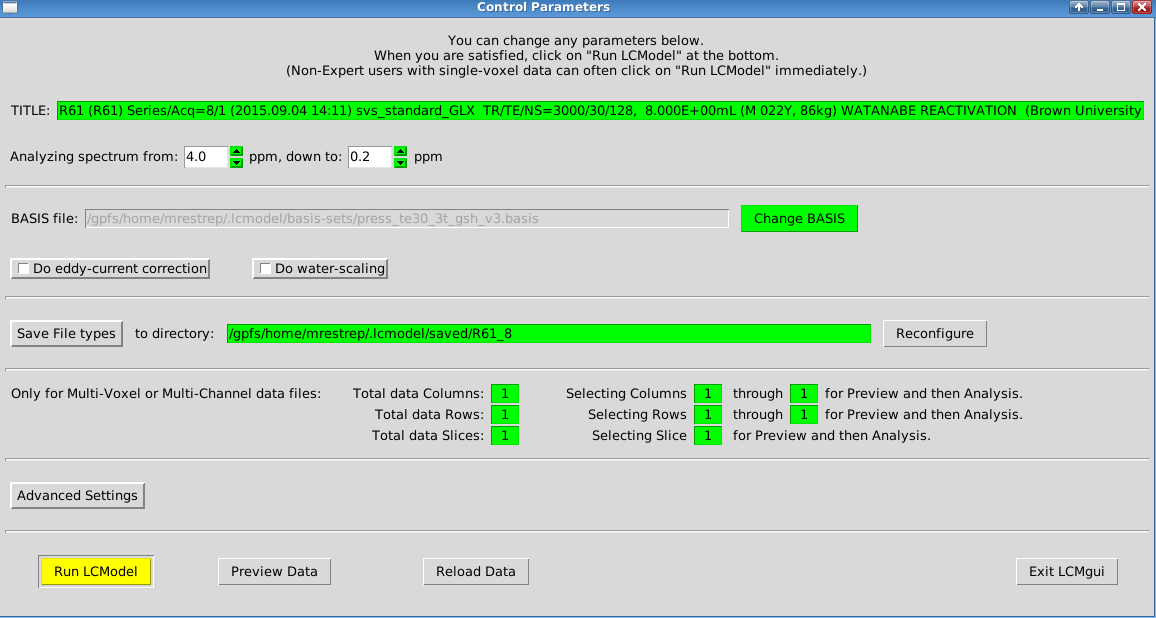 Control Parameters
You can change any parameters below.
When you are satisfied, click on "Run LCModel" at the bottom.
(Non-Expert users with single-voxel data can often click on "Run LCModel" immediately.)
TITLE: R61 (R61) Series/Acq=8/1 (2015.09.04 14:11) svs_standard_GLX TR/TE/NS=3000/30/128, 8.000E+00mL (M 022Y, 86kg) WATANABE REACTIVATION (Brown University
Analyzing spectrum from: 4.0 ppm, down to: 0.2 ppm
BASIS file: /gpfs/home/mrestrep/.lcmodel/basis-sets/press_te30_3t_gsh_v3.basis Change BASIS
Do eddy-current correction Do water-scaling
Save File types to directory: /gpfs/home/mrestrep/.lcmodel/saved/R61_8 Reconfigure
Only for Multi-Voxel or Multi-Channel data files: Total data Columns: 1 Selecting Columns 1 through 1 for Preview and then Analysis.
Total data Rows: 1 Selecting Rows 1 through 1 for Preview and then Analysis.
Total data Slices: 1 Selecting Slice 1 for Preview and then Analysis.
Advanced Settings
Run LCModel Preview Data Reload Data Exit LCMgui